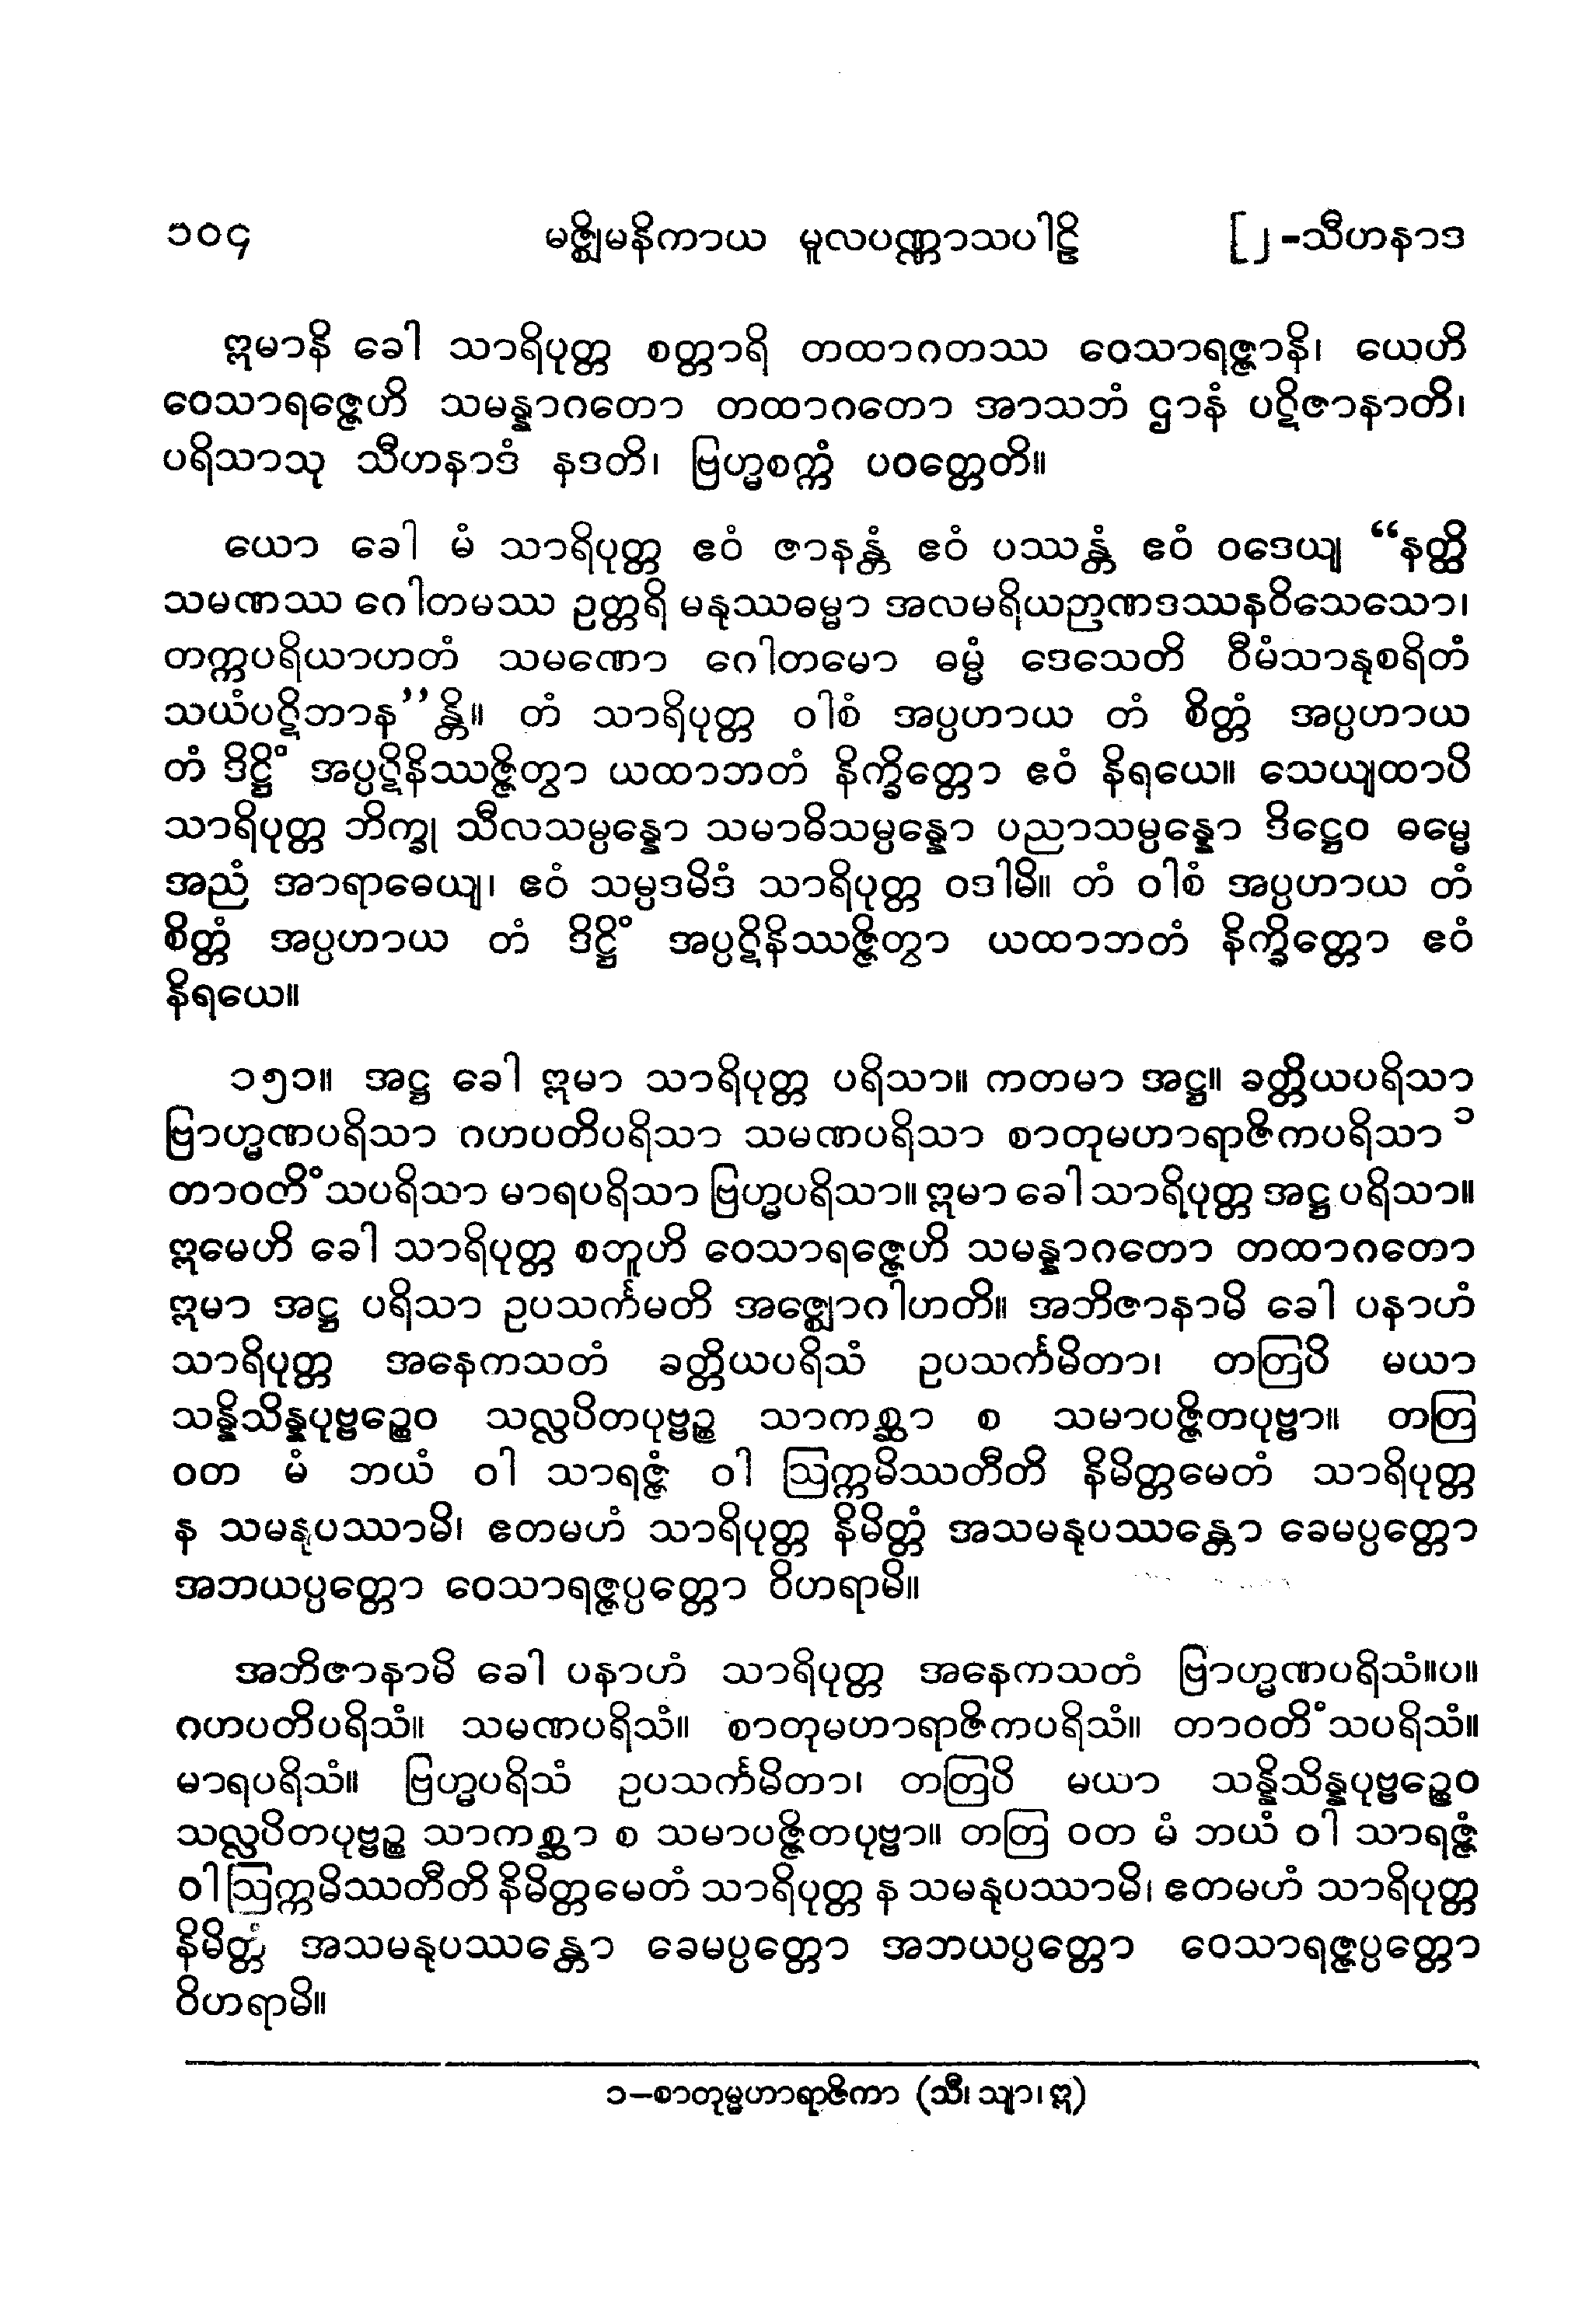 ၁၀၄ မဇ္ဈိမနိကာယ မူလပဏ္ဏာသပါဠိ [၂-သီဟနာဒ
ဣမာနိ ခေါ သာရိပုတ္တ စတ္တာရိ တထာဂတဿ ဝေသာရဇ္ဇာနိ၊ ယေဟိ
ဝေသာရဇ္ဇေဟိ သမန္နာဂတော တထာဂတော အာသဘံ ဌာနံ ပဋိဇာနာတိ၊
ပရိသာသု သီဟနာဒံ နဒတိ၊ ဗြဟ္မစက္ကံ ပဝတ္တေတိ။
ယော ခေါ မံ သာရိပုတ္တ ဧဝံ ဇာနန္တံ ဧဝံ ပဿန္တံ ဧဝံ ဝဒေယျ “နတ္ထိ
သမဏဿ ဂေါတမဿ ဥတ္တရိ မနုဿဓမ္မာ အလမရိယဉာဏဒဿနဝိသေသော၊
တက္ကပရိယာဟတံ သမဏော ဂေါတမော ဓမ္မံ ဒေသေတိ ဝီမံသာနုစရိတံ
သယံပဋိဘာန”န္တိ။ တံ သာရိပုတ္တ ဝါစံ အပ္ပဟာယ တံ စိတ္တံ အပ္ပဟာယ
တံ ဒိဋ္ဌိံ အပ္ပဋိနိဿဇ္ဇိတွာ ယထာဘတံ နိက္ခိတ္တော ဧဝံ နိရယေ။ သေယျထာပိ
သာရိပုတ္တ ဘိက္ခု သီလသမ္ပန္နော သမာဓိသမ္ပန္နော ပညာသမ္ပန္နော ဒိဋ္ဌေဝ ဓမ္မေ
အညံ အာရာဓေယျ၊ ဧဝံ သမ္ပဒမိဒံ သာရိပုတ္တ ဝဒါမိ။ တံ ဝါစံ အပ္ပဟာယ တံ
စိတ္တံ အပ္ပဟာယ တံ ဒိဋ္ဌိံ အပ္ပဋိနိဿဇ္ဇိတွာ ယထာဘတံ နိက္ခိတ္တော ဧဝံ
နိရယေ။
၁၅၁။ အဋ္ဌ ခေါ ဣမာ သာရိပုတ္တ ပရိသာ။ ကတမာ အဋ္ဌ။ ခတ္တိယပရိသာ
ဗြာဟ္မဏပရိသာ ဂဟပတိပရိသာ သမဏပရိသာ စာတုမဟာရာဇိကပရိသာ ၁
တာဝတိံသပရိသာ မာရပရိသာ ဗြဟ္မပရိသာ။ ဣမာ ခေါ သာရိပုတ္တ အဋ္ဌ ပရိသာ။
ဣမေဟိ ခေါ သာရိပုတ္တ စတူဟိ ဝေသာရဇ္ဇေဟိ သမန္နာဂတော တထာဂတော
ဣမာ အဋ္ဌ ပရိသာ ဥပသင်္ကမတိ အဇ္ဈောဂါဟတိ။ အဘိဇာနာမိ ခေါ ပနာဟံ
သာရိပုတ္တ အနေကသတံ ခတ္တိယပရိသံ ဥပသင်္ကမိတာ၊ တတြပိ မယာ
သန္နိသိန္နပုဗ္ဗဉ္စေဝ သလ္လပိတပုဗ္ဗဉ္စ သာကစ္ဆာ စ သမာပဇ္ဇိတပုဗ္ဗာ။ တတြ
ဝတ မံ ဘယံ ဝါ သာရဇ္ဇံ ဝါ ဩက္ကမိဿတီတိ နိမိတ္တမေတံ သာရိပုတ္တ
န သမနုပဿာမိ၊ ဧတမဟံ သာရိပုတ္တ နိမိတ္တံ အသမနုပဿန္တော ခေမပ္ပတ္တော
အဘယပ္ပတ္တော ဝေသာရဇ္ဇပ္ပတ္တော ဝိဟရာမိ။
အဘိဇာနာမိ ခေါ ပနာဟံ သာရိပုတ္တ အနေကသတံ ဗြာဟ္မဏပရိသံ။ပ။
ဂဟပတိပရိသံ။ သမဏပရိသံ။ စာတုမဟာရာဇိကပရိသံ။ တာဝတိံသပရိသံ။
မာရပရိသံ။ ဗြဟ္မပရိသံ ဥပသင်္ကမိတာ၊ တတြပိ မယာ သန္နိသိန္နပုဗ္ဗဉ္စေဝ
သလ္လပိတပုဗ္ဗဉ္စ သာကစ္ဆာ စ သမာပဇ္ဇိတပုဗ္ဗာ။ တတြ ဝတ မံ ဘယံ ဝါ သာရဇ္ဇံ
ဝါ ဩက္ကမိဿတီတိ နိမိတ္တမေတံ သာရိပုတ္တ န သမနုပဿာမိ၊ ဧတမဟံ သာရိပုတ္တ
နိမိတ္တံ အသမနုပဿန္တော ခေမပ္ပတ္တော အဘယပ္ပတ္တော ဝေသာရဇ္ဇပ္ပတ္တော
ဝိဟရာမိ။
၁-စာတုမ္မဟာရာဇိကာ (သီ၊ သျာ၊ ဣ)